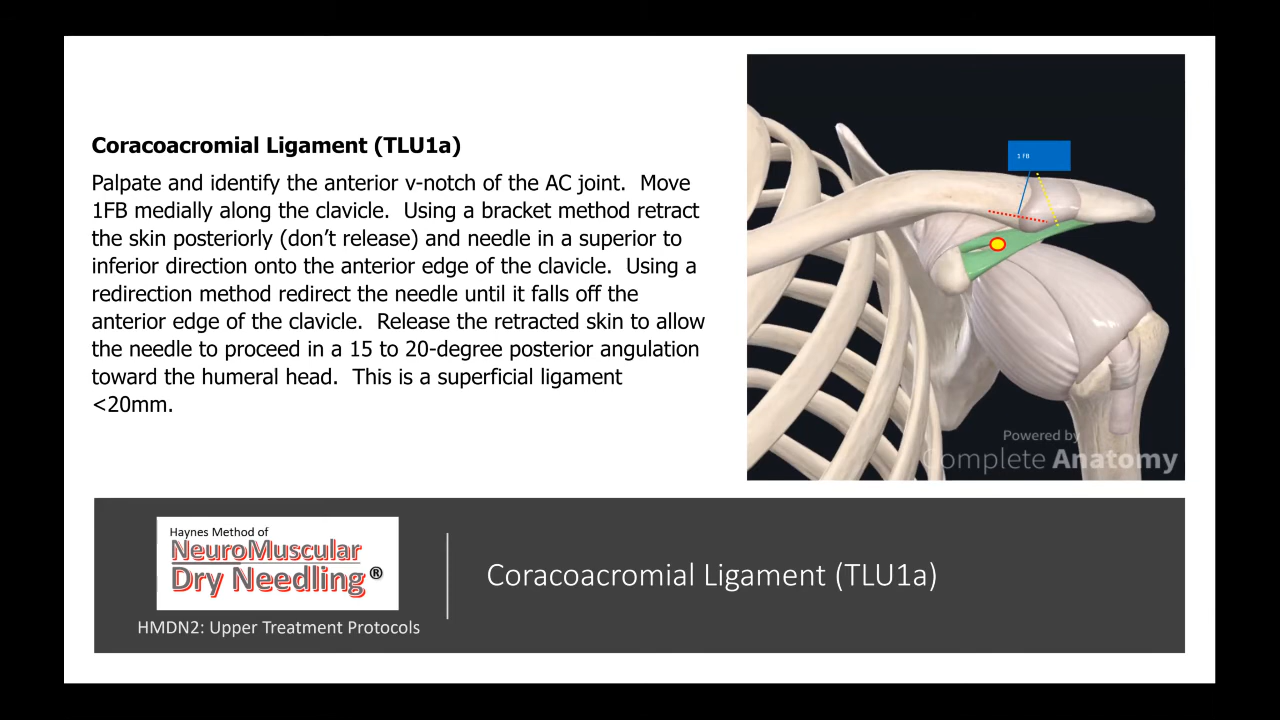 Coracoacromial Ligament (TLU1a)
Palpate and identify the anterior v-notch of the AC joint.  Move
1FB medially along the clavicle.  Using a bracket method retract
the skin posteriorly (don’t release) and needle in a superior to
inferior direction onto the anterior edge of the clavicle.  Using a
redirection method redirect the needle until it falls off the
anterior edge of the clavicle.  Release the retracted skin to allow
the needle to proceed in a 15 to 20-degree posterior angulation
toward the humeral head.  This is a superficial ligament
<20mm.
1 FB
Powered by
Complete Anatomy
Haynes Method of
NeuroMuscular
Dry Needling®
HMDN2: Upper Treatment Protocols
Coracoacromial Ligament (TLU1a)